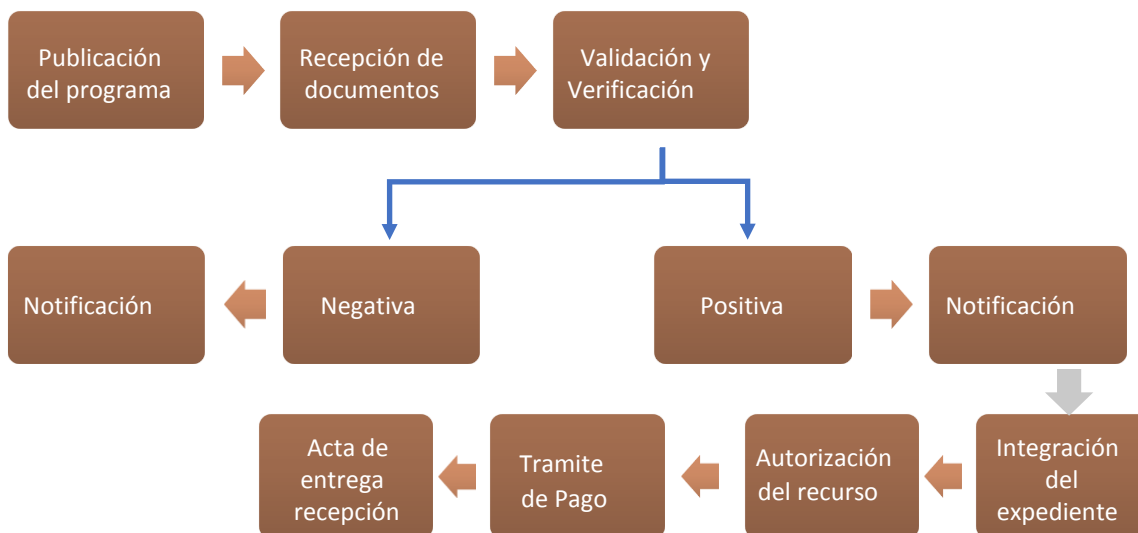 Publicación
del programa
Recepción de
documentos
Validación y
Verificación
Notificación
Negativa
Positiva
Notificación
Acta de
entrega
recepción
Tramite
de Pago
Autorización
del recurso
Integración
del
expediente